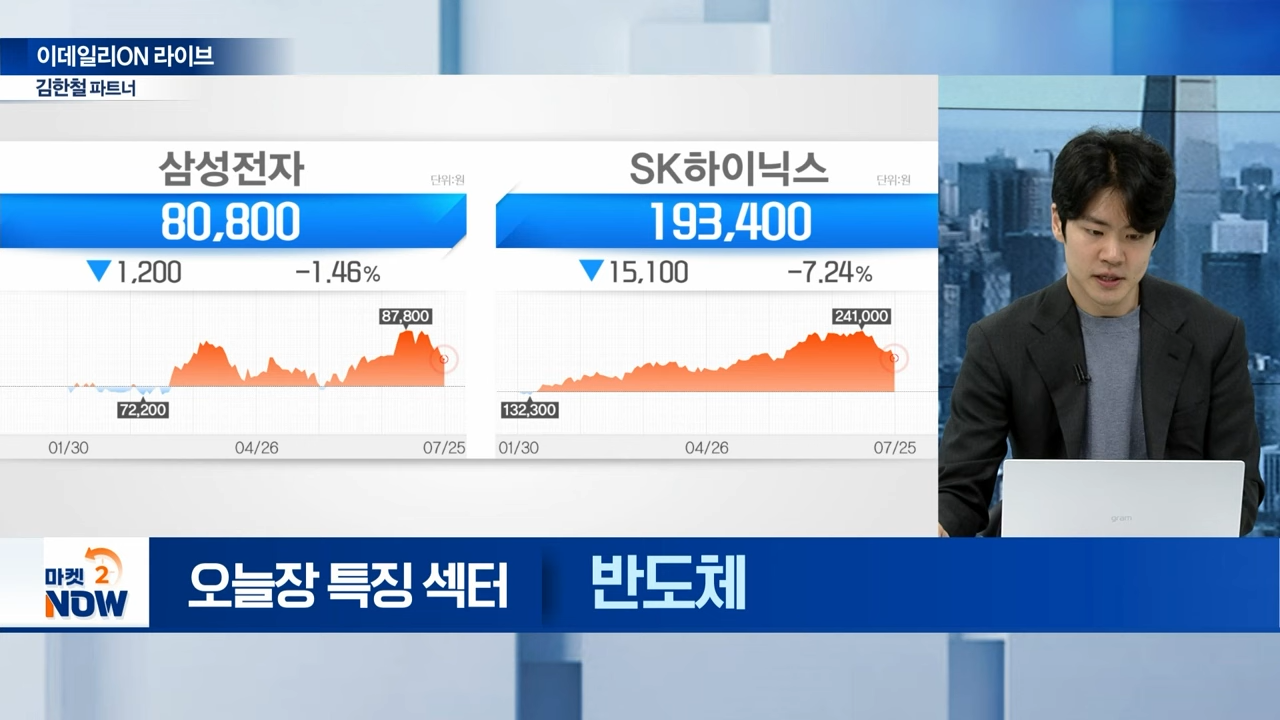 이데일리ON 라이브
김한철 파트너
삼성전자
단위:원
80,800
▼1,200 -1.46%
87,800
72,200
01/30 04/26 07/25
SK하이닉스
단위:원
193,400
▼15,100 -7.24%
241,000
132,300
01/30 04/26 07/25
gram
마켓 2
NOW
오늘장 특징 섹터 반도체